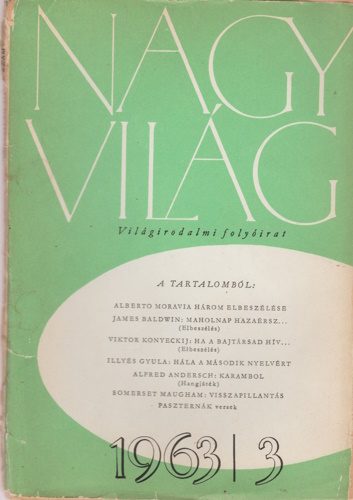 NAGY
VILÁG
Világirodalmi folyóirat
A TARTALOMBÓL:
ALBERTO MORAVIA HÁROM ELBESZÉLÉSE
JAMES BALDWIN: MAHOLNAP HAZAÉRSZ...
(Elbeszélés)
VIKTOR KONYECKIJ: HA A BAJTÁRSAD HÍV...
(Elbeszélés)
ILLYÉS GYULA: HÁLA A MÁSODIK NYELVÉRT
ALFRED ANDERSCH: KARAMBOL
(Hangjáték)
SOMERSET MAUGHAM: VISSZAPILLANTÁS
PASZTERNÁK versek
1963|3